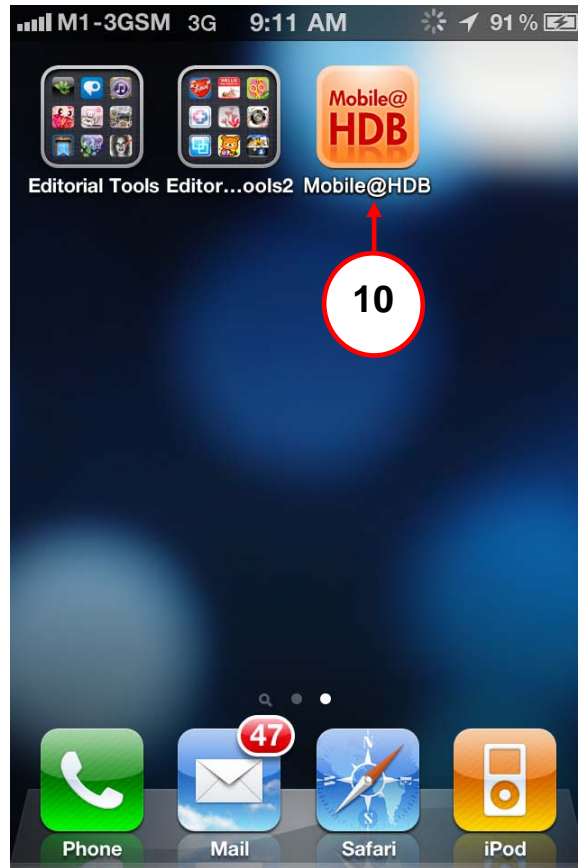 M1-3GSM 3G 9:11 AM 91%
Mobile@
HDB
Editorial Tools Editor...ools2 Mobile@HDB
10
47
N
S
Phone Mail Safari iPod